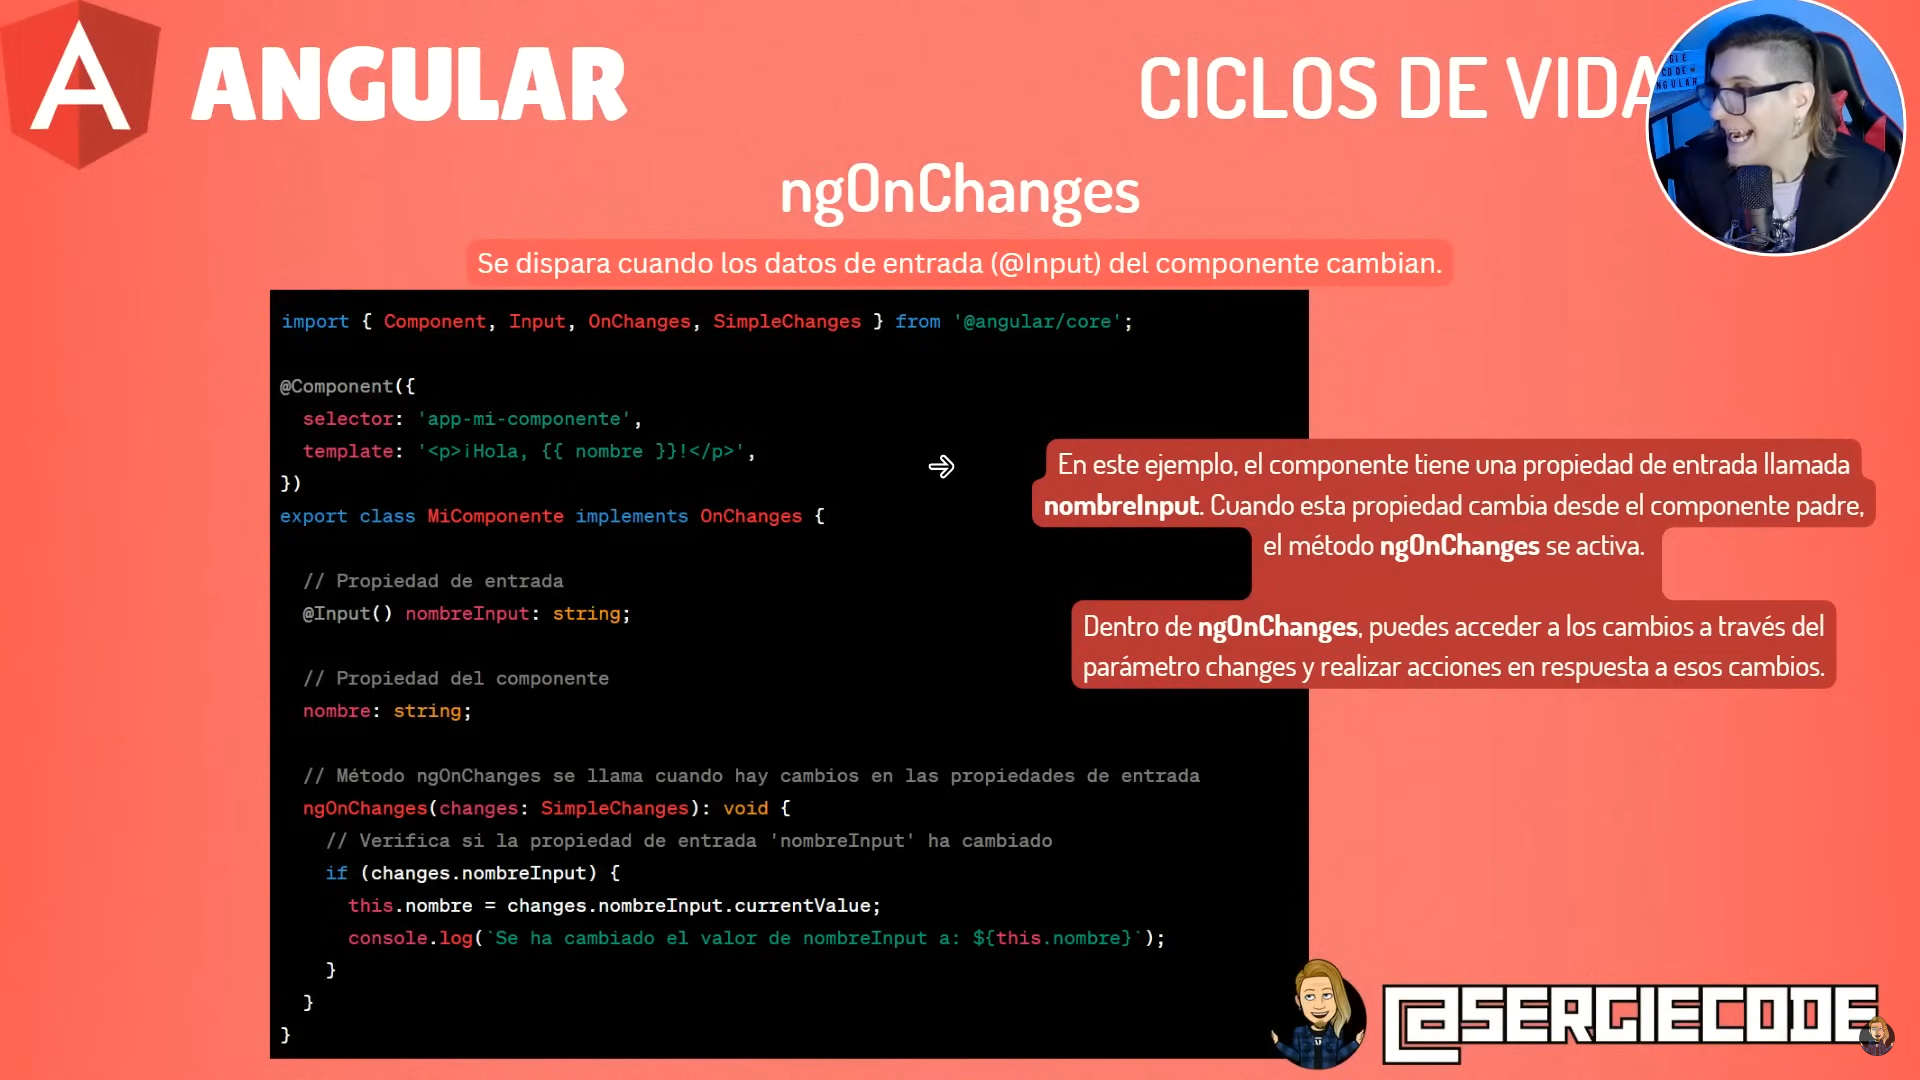 ANGULAR
CICLOS DE VIDA
ngOnChanges
Se dispara cuando los datos de entrada (@Input) del componente cambian.
import { Component, Input, OnChanges, SimpleChanges } from '@angular/core';
@Component({
selector: 'app-mi-componente',
template: '<p>¡Hola, {{ nombre }}!</p>',
})
export class MiComponente implements OnChanges {
// Propiedad de entrada
@Input() nombreInput: string;
// Propiedad del componente
nombre: string;
// Método ngOnChanges se llama cuando hay cambios en las propiedades de entrada
ngOnChanges(changes: SimpleChanges): void {
// Verifica si la propiedad de entrada 'nombreInput' ha cambiado
if (changes.nombreInput) {
this.nombre = changes.nombreInput.currentValue;
console.log(`Se ha cambiado el valor de nombreInput a: ${this.nombre}`);
}
}
}
En este ejemplo, el componente tiene una propiedad de entrada llamada
nombreInput. Cuando esta propiedad cambia desde el componente padre,
el método ngOnChanges se activa.
Dentro de ngOnChanges, puedes acceder a los cambios a través del
parámetro changes y realizar acciones en respuesta a esos cambios.
@SERGIECODE